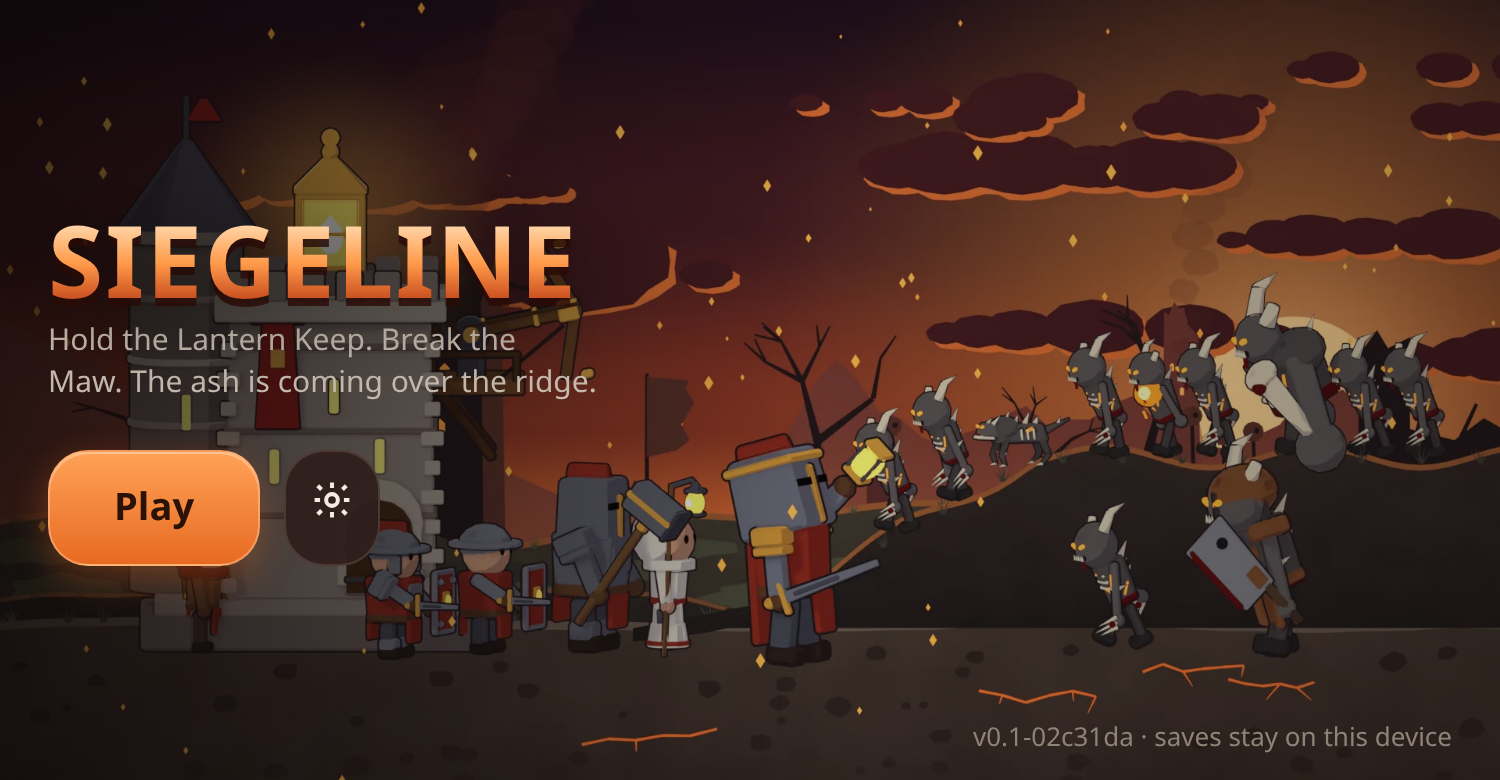 SIEGELINE
Hold the Lantern Keep. Break the
Maw. The ash is coming over the ridge.
Play
v0.1-02c31da · saves stay on this device